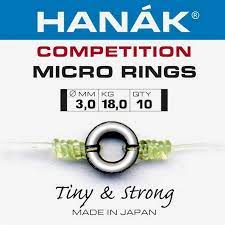 HANÁK®
COMPETITION
MICRO RINGS
Ø MM KG QTY
3,0 18,0 10
Tiny & Strong
MADE IN JAPAN